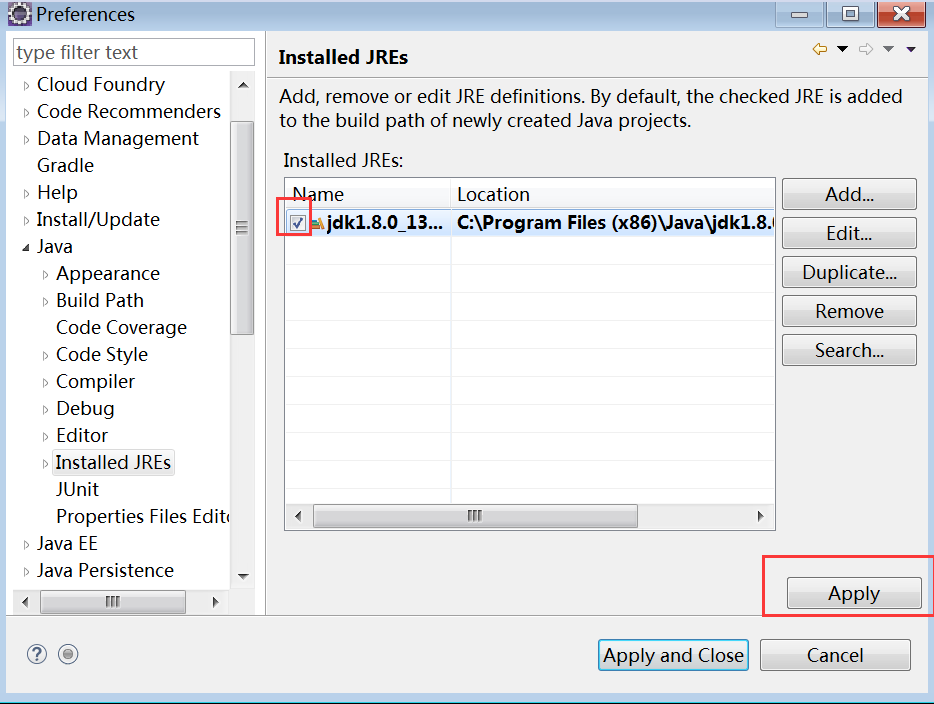 Preferences
type filter text
Cloud Foundry
Code Recommenders
Data Management
Gradle
Help
Install/Update
Java
Appearance
Build Path
Code Coverage
Code Style
Compiler
Debug
Editor
Installed JREs
JUnit
Properties Files Edito
Java EE
Java Persistence
Installed JREs
Add, remove or edit JRE definitions. By default, the checked JRE is added
to the build path of newly created Java projects.
Installed JREs:
Name Location
jdk1.8.0_13... C:\Program Files (x86)\Java\jdk1.8.0
Add...
Edit...
Duplicate...
Remove
Search...
Apply
?
Apply and Close Cancel